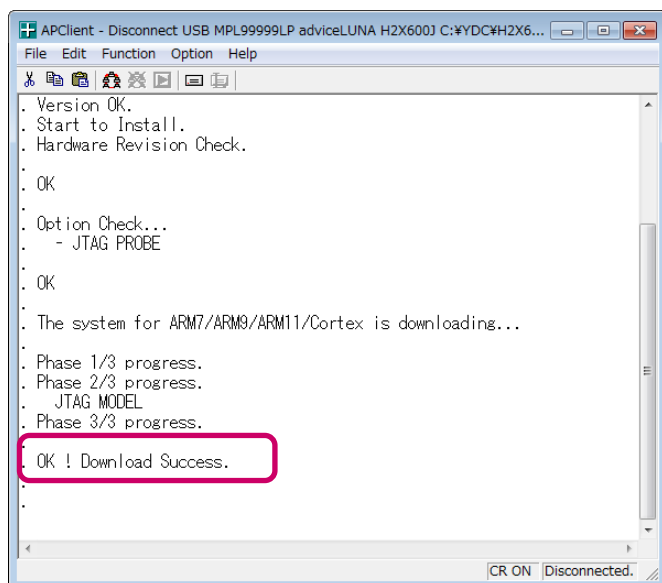 APClient - Disconnect USB MPL99999LP adviceLUNA H2X600J C:¥YDC¥H2X6...
File Edit Function Option Help
. Version OK.
. Start to Install.
. Hardware Revision Check.
.
. OK
.
. Option Check...
.   - JTAG PROBE
.
. OK
.
. The system for ARM7/ARM9/ARM11/Cortex is downloading...
.
. Phase 1/3 progress.
. Phase 2/3 progress.
.   JTAG MODEL
. Phase 3/3 progress.
.
. OK ! Download Success.
.
.
CR ON Disconnected.